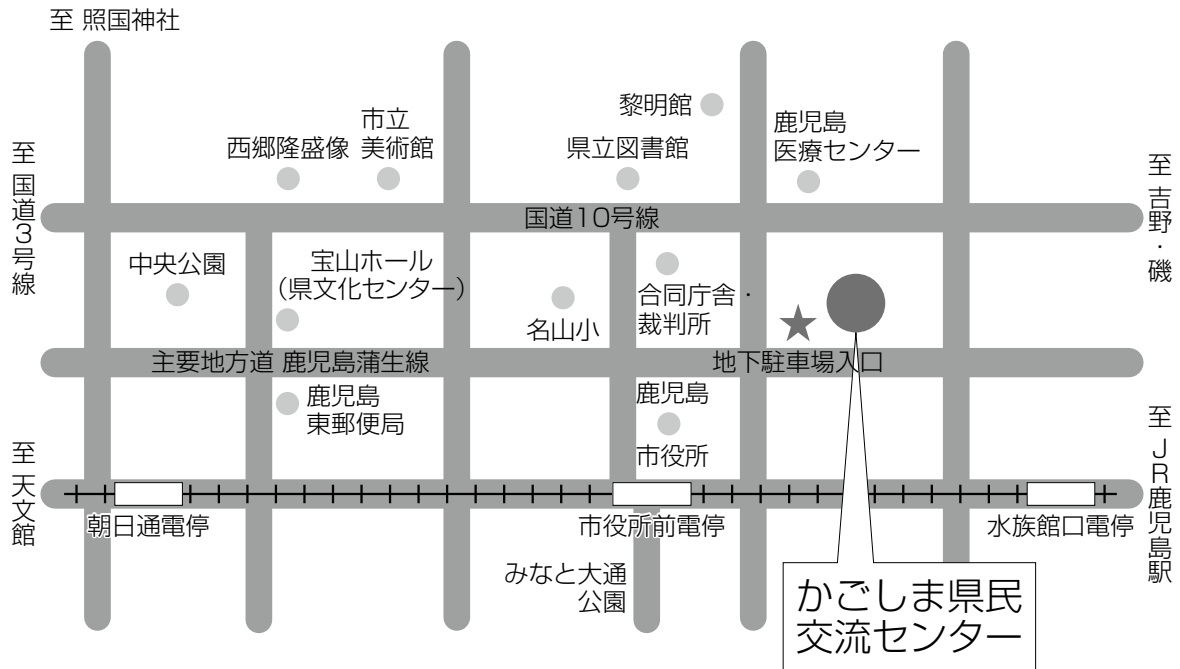 至 照国神社
黎明館
市立
美術館
西郷隆盛像
県立図書館
鹿児島
医療センター
至 国道3号線
至 吉野・磯
国道10号線
中央公園
宝山ホール
（県文化センター）
名山小
合同庁舎・
裁判所
★
主要地方道 鹿児島蒲生線
地下駐車場入口
鹿児島
東郵便局
鹿児島
市役所
至 天文館
至 JR鹿児島駅
朝日通電停
市役所前電停
水族館口電停
みなと大通
公園
かごしま県民
交流センター